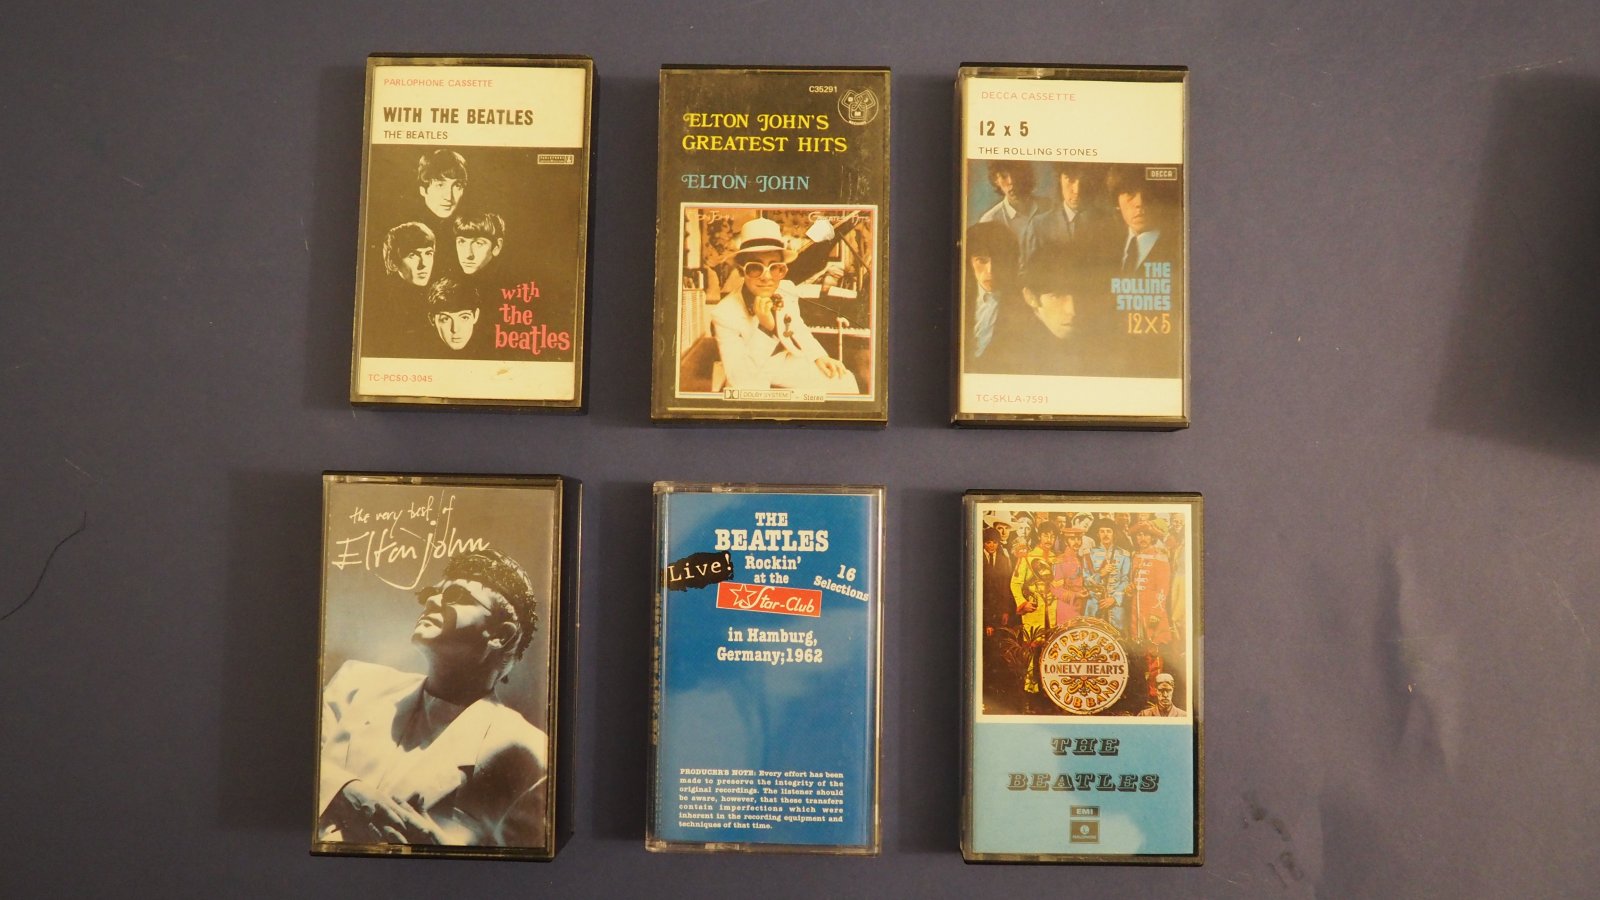 PARLOPHONE CASSETTE
WITH THE BEATLES
THE BEATLES
with
the
beatles
TC-PCSO-3045
C35291
ELTON JOHN'S
GREATEST HITS
ELTON JOHN
DOLBY SYSTEM
Stereo
DECCA CASSETTE
12 x 5
THE ROLLING STONES
DECCA
THE
ROLLING
STONES
12X5
TC-SKLA-7591
the very best of
Elton john
THE
BEATLES
Live!
Rockin'
at the
Star-Club
16
Selections
in Hamburg,
Germany;1962
PRODUCER'S NOTE: Every effort has been
made to preserve the integrity of the
original recordings. The listener should
be aware, however, that these transfers
contain imperfections which were
inherent in the recording equipment and
techniques of that time.
SGT PEPPER'S
LONELY HEARTS
CLUB BAND
THE
BEATLES
EMI
PARLOPHONE